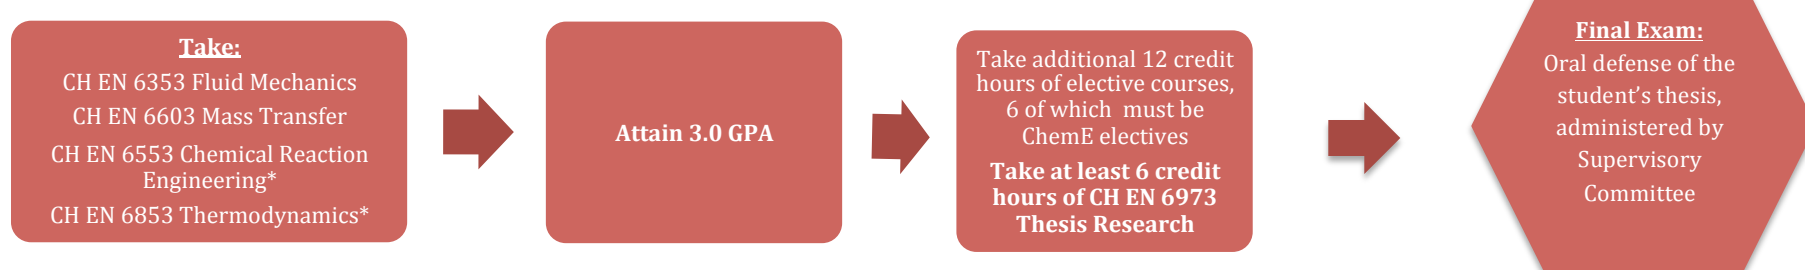 Take:
CH EN 6353 Fluid Mechanics
CH EN 6603 Mass Transfer
CH EN 6553 Chemical Reaction
Engineering*
CH EN 6853 Thermodynamics*
Attain 3.0 GPA
Take additional 12 credit
hours of elective courses,
6 of which must be
ChemE electives
Take at least 6 credit
hours of CH EN 6973
Thesis Research
Final Exam:
Oral defense of the
student’s thesis,
administered by
Supervisory
Committee